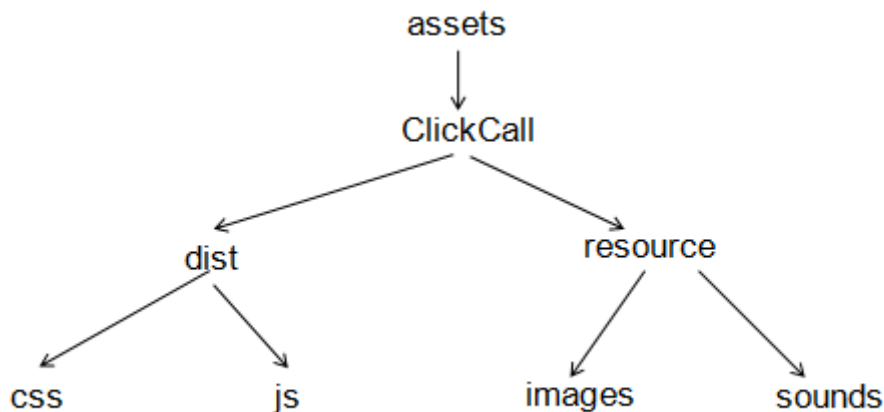 assets
ClickCall
dist
resource
css
js
images
sounds